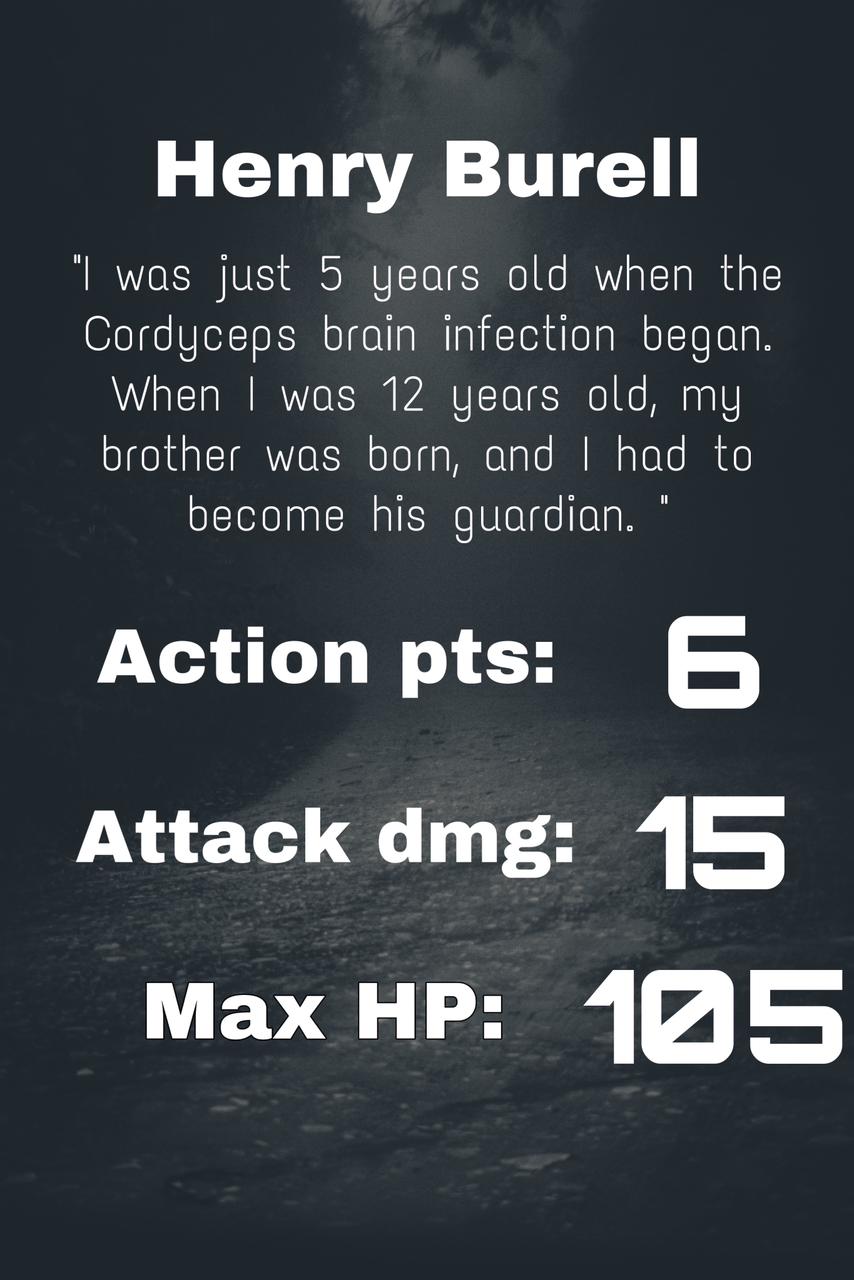 Henry Burell
"I was just 5 years old when the
Cordyceps brain infection began.
When I was 12 years old, my
brother was born, and I had to
become his guardian. "
Action pts: 6
Attack dmg: 15
Max HP: 105